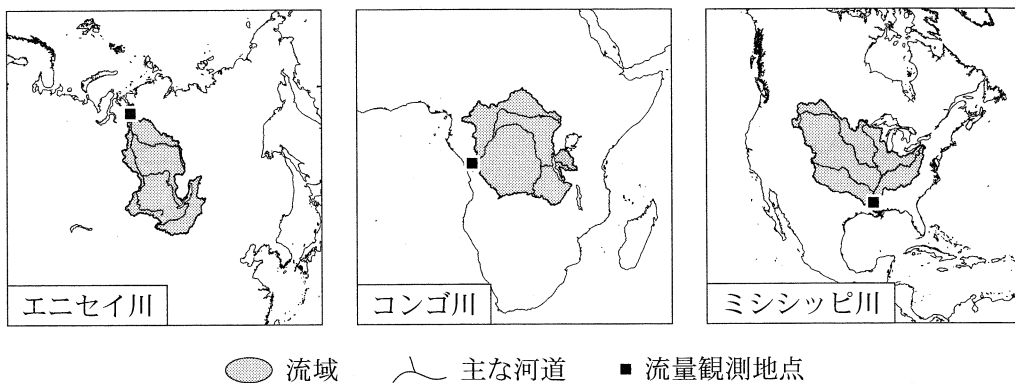 エニセイ川
コンゴ川
ミシシッピ川
流域 主な河道 流量観測地点